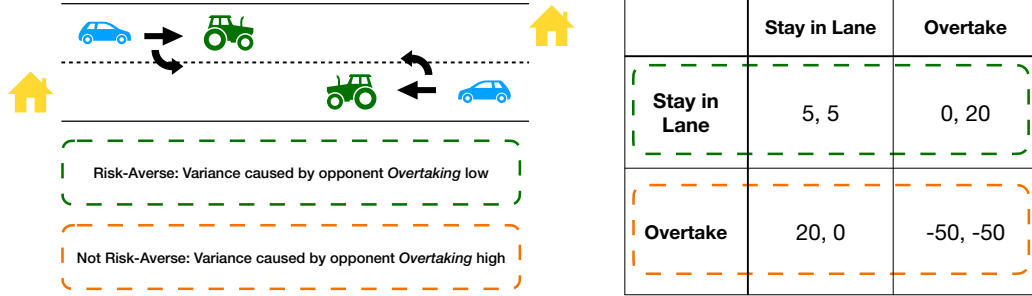 Risk-Averse: Variance caused by opponent Overtaking low
Not Risk-Averse: Variance caused by opponent Overtaking high
Stay in Lane Overtake
Stay in
Lane
5, 5 0, 20
Overtake 20, 0 -50, -50